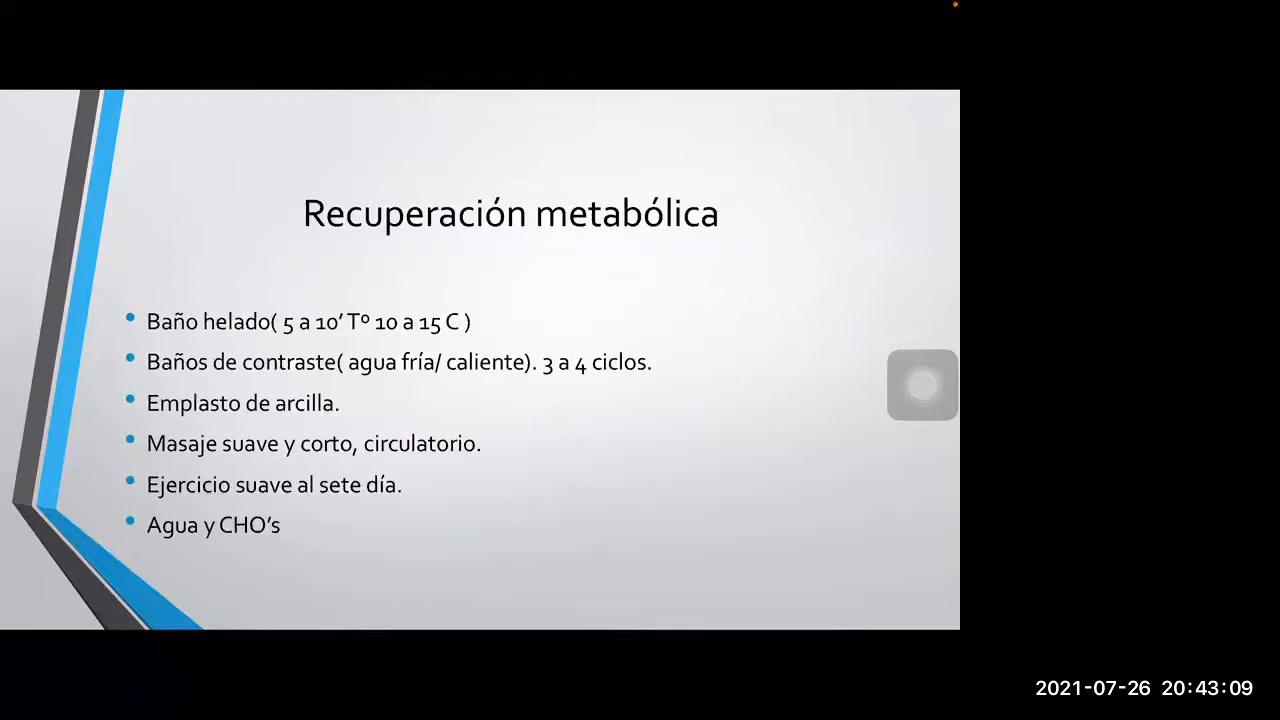 Recuperación metabólica
Baño helado( 5 a 10’ Tº 10 a 15 C )
Baños de contraste( agua fría/ caliente). 3 a 4 ciclos.
Emplasto de arcilla.
Masaje suave y corto, circulatorio.
Ejercicio suave al sete día.
Agua y CHO’s
2021-07-26 20:43:09